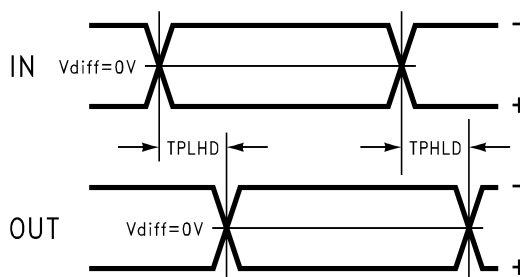 −
IN Vdiff=0V
+
TPLHD TPHLD
−
OUT Vdiff=0V
+